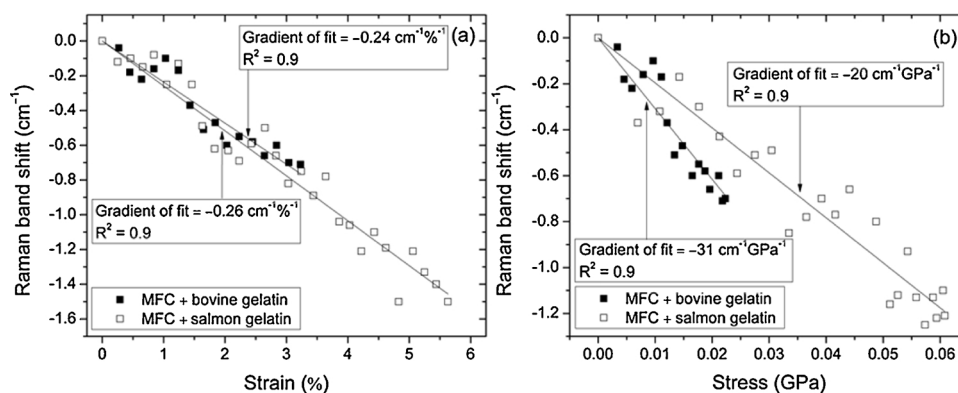 (a)
Gradient of fit = −0.24 cm⁻¹%⁻¹
R² = 0.9
Gradient of fit = −0.26 cm⁻¹%⁻¹
R² = 0.9
MFC + bovine gelatin
MFC + salmon gelatin
Raman band shift (cm⁻¹)
0.0
-0.2
-0.4
-0.6
-0.8
-1.0
-1.2
-1.4
-1.6
0
1
2
3
4
5
6
Strain (%)
(b)
Gradient of fit = −20 cm⁻¹GPa⁻¹
R² = 0.9
Gradient of fit = −31 cm⁻¹GPa⁻¹
R² = 0.9
MFC + bovine gelatin
MFC + salmon gelatin
Raman band shift (cm⁻¹)
0.0
-0.2
-0.4
-0.6
-0.8
-1.0
-1.2
0.00
0.01
0.02
0.03
0.04
0.05
0.06
Stress (GPa)